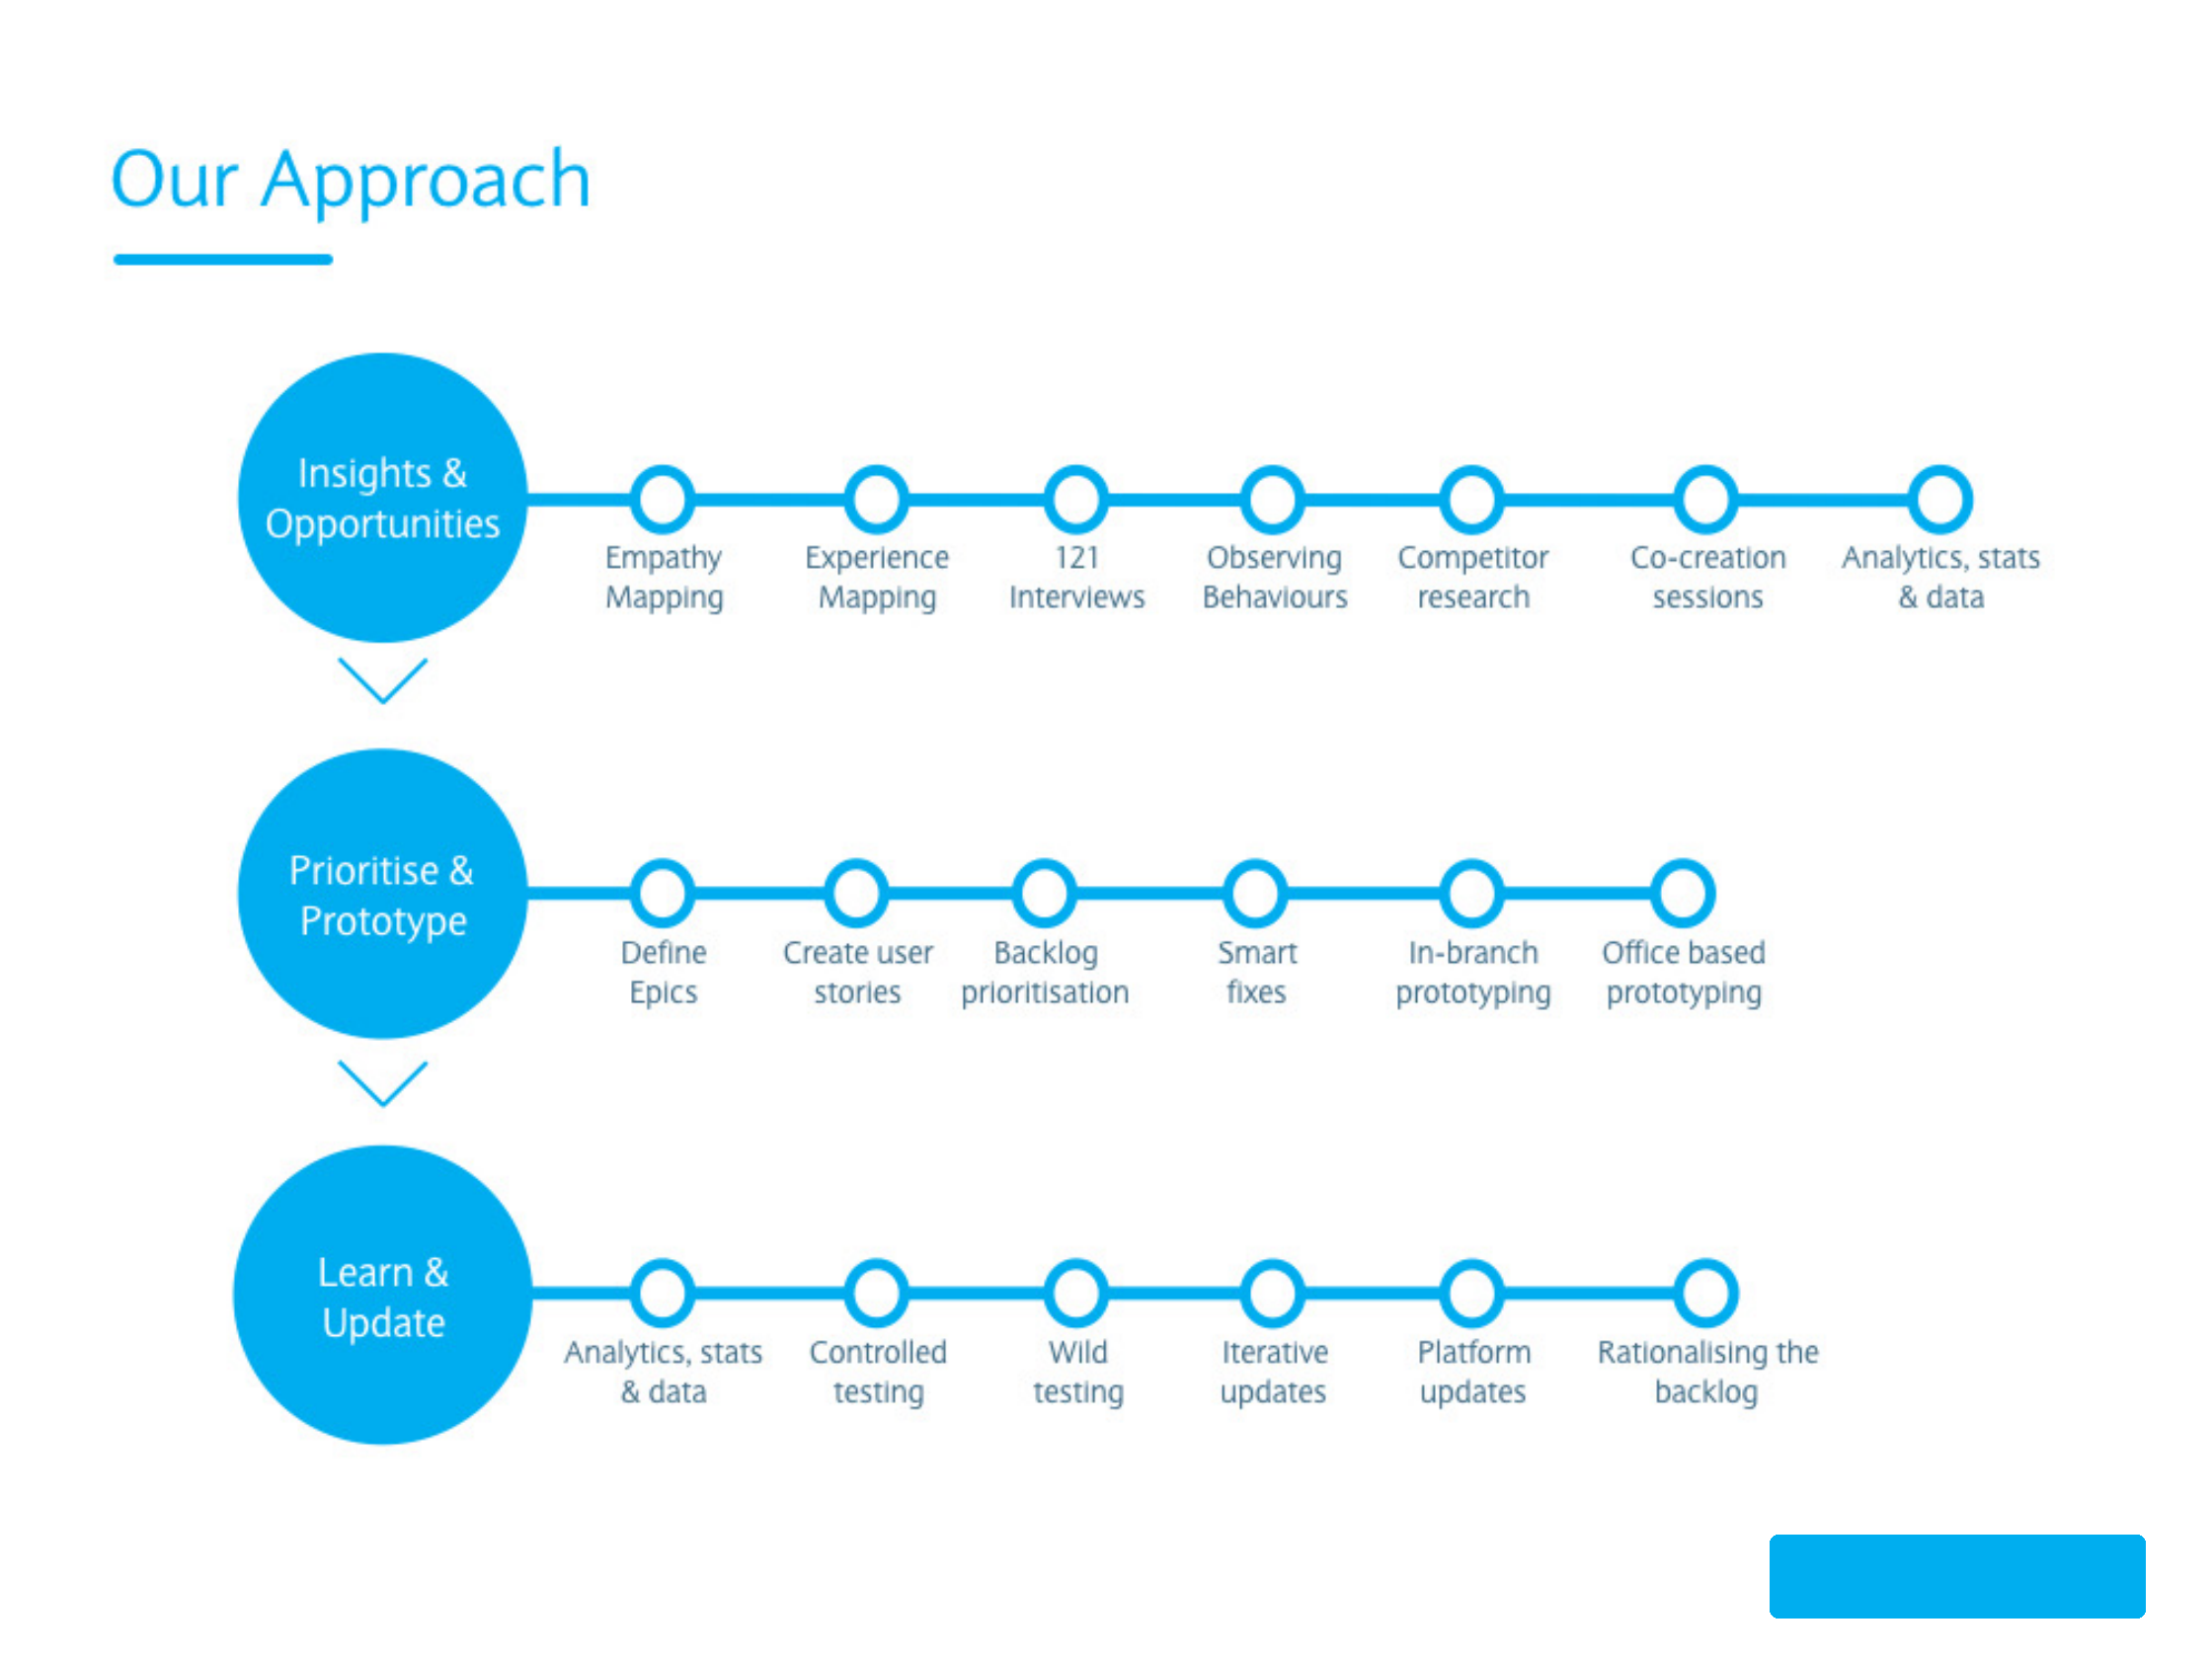 Our Approach
Insights &
Opportunities
Empathy
Mapping
Experience
Mapping
121
Interviews
Observing
Behaviours
Competitor
research
Co-creation
sessions
Analytics, stats
& data
Prioritise &
Prototype
Define
Epics
Create user
stories
Backlog
prioritisation
Smart
fixes
In-branch
prototyping
Office based
prototyping
Learn &
Update
Analytics, stats
& data
Controlled
testing
Wild
testing
Iterative
updates
Platform
updates
Rationalising the
backlog